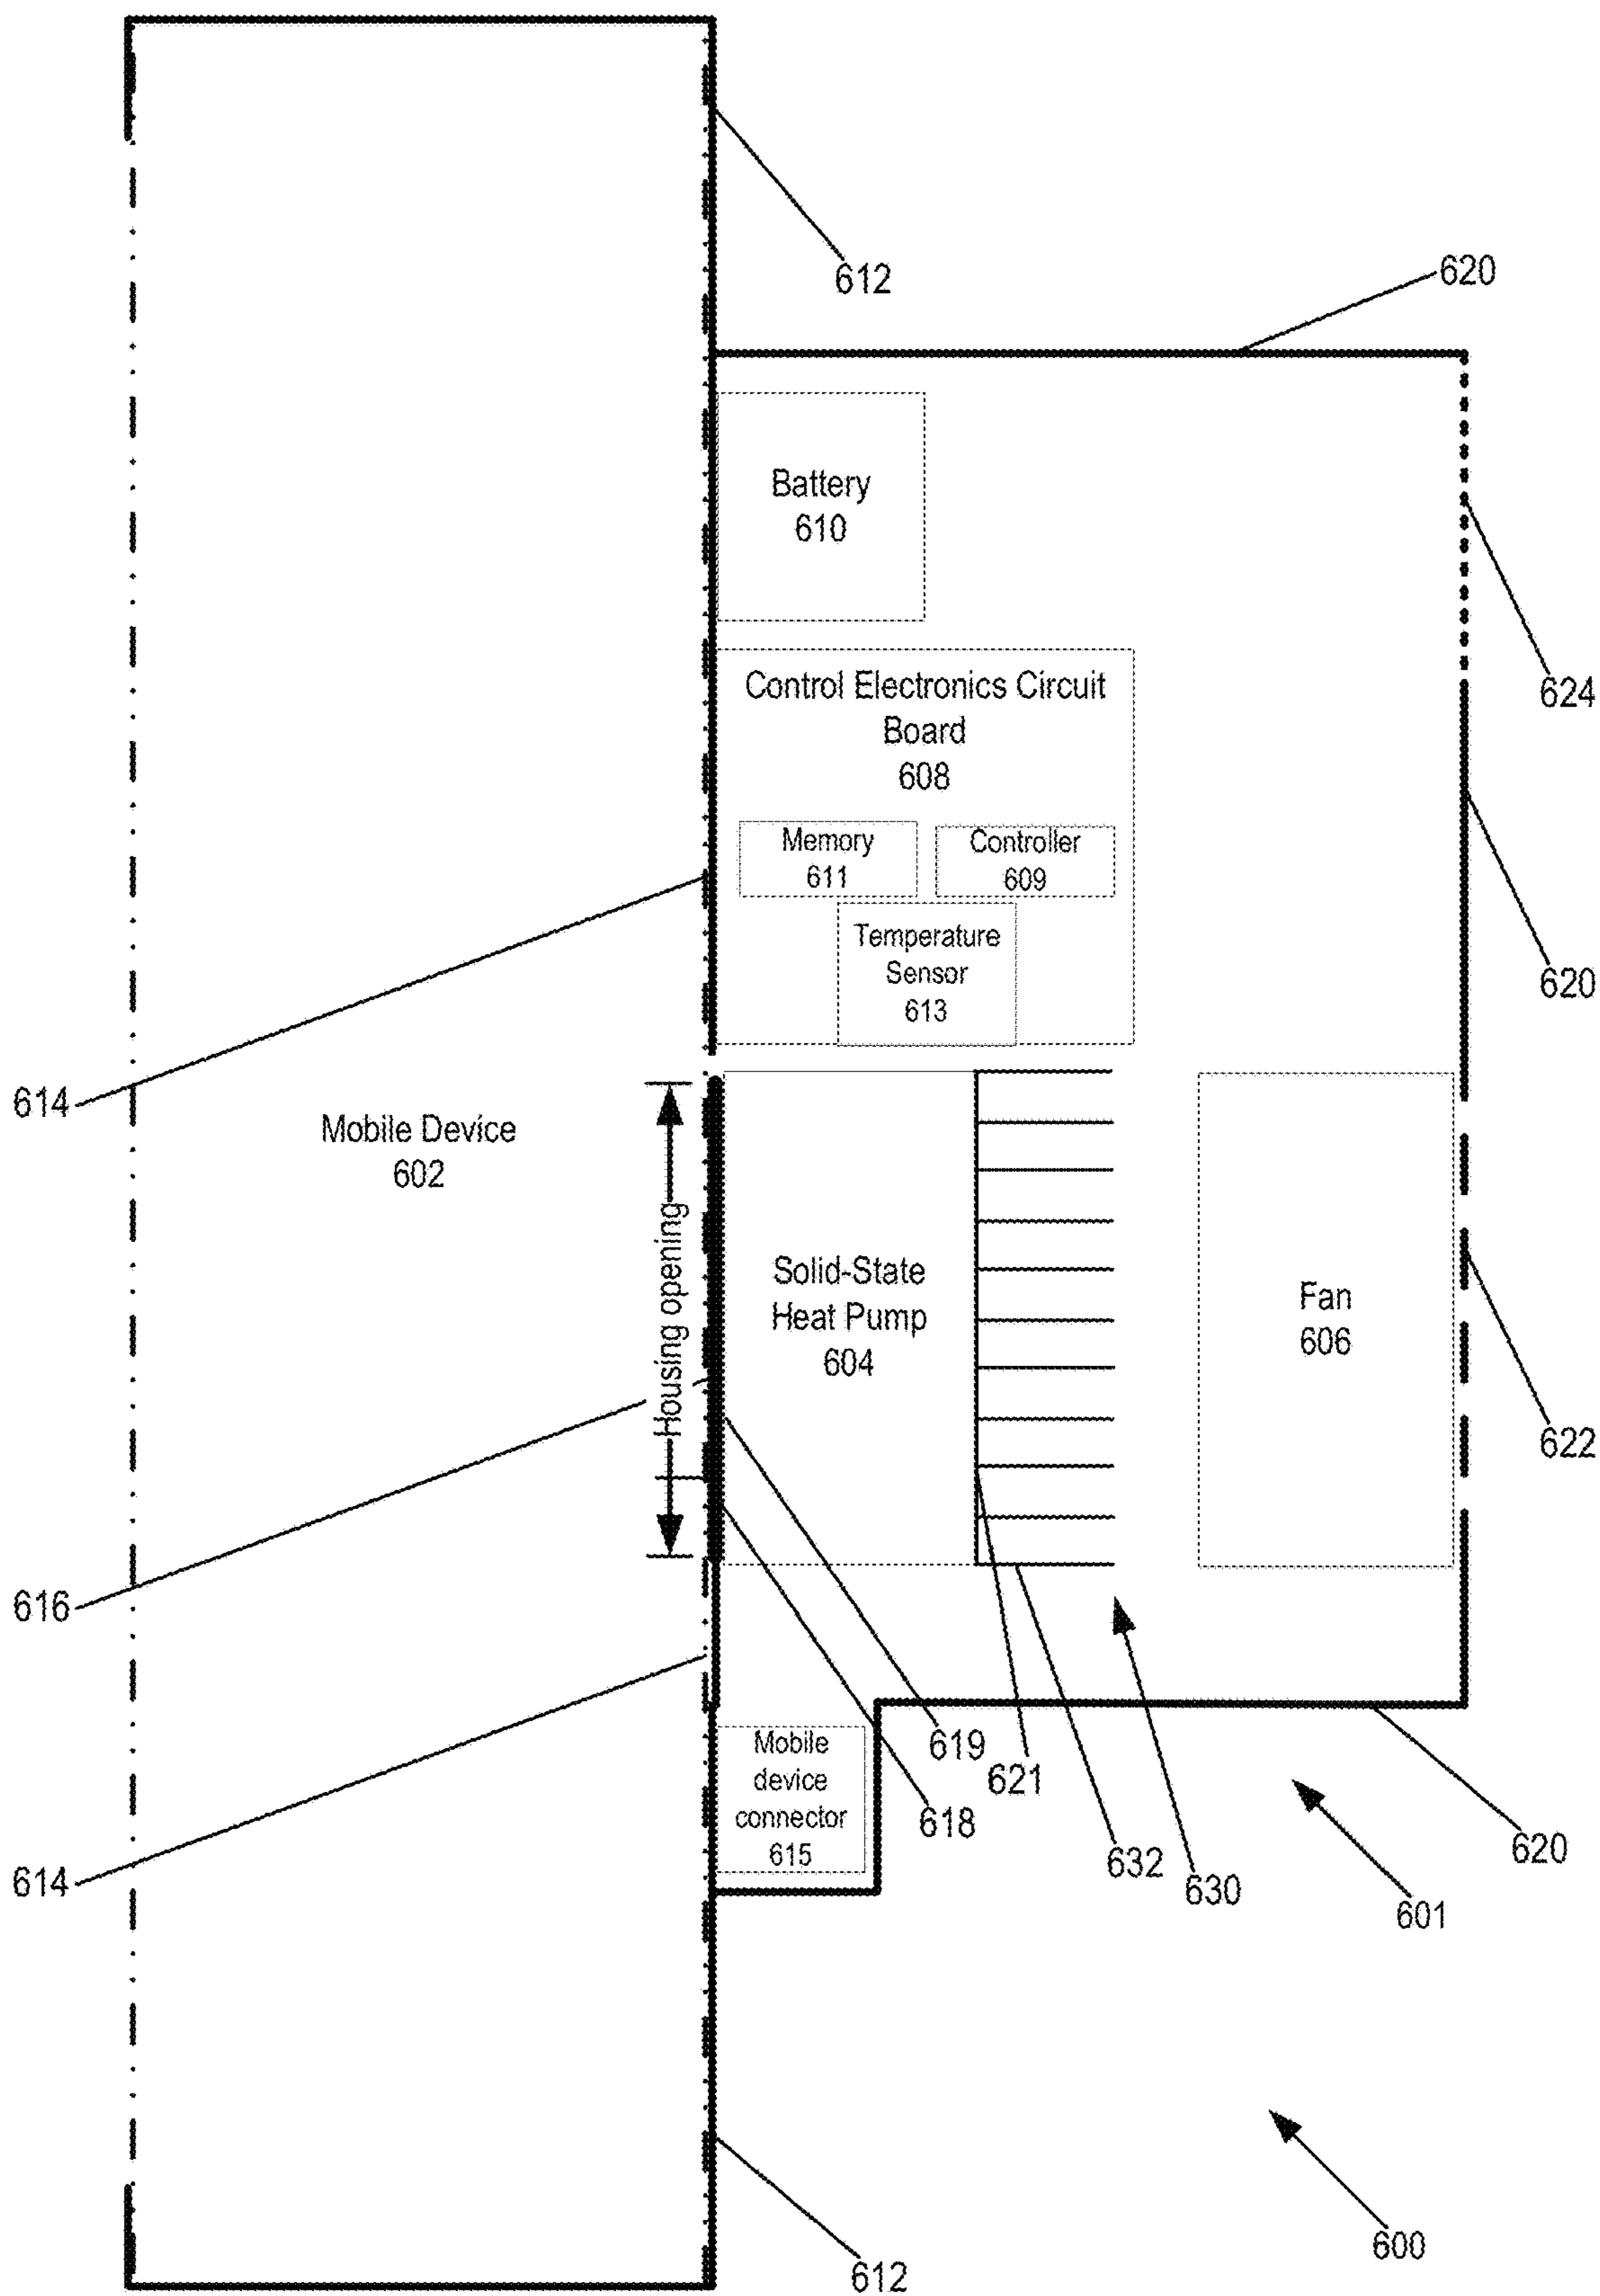 612
620
Battery
610
624
Control Electronics Circuit
Board
608
Memory
611
Controller
609
620
Temperature
Sensor
613
614
Mobile Device
602
Housing opening
Solid-State
Heat Pump
604
Fan
606
622
616
619
621
618
Mobile
device
connector
615
632
630
620
601
614
600
612